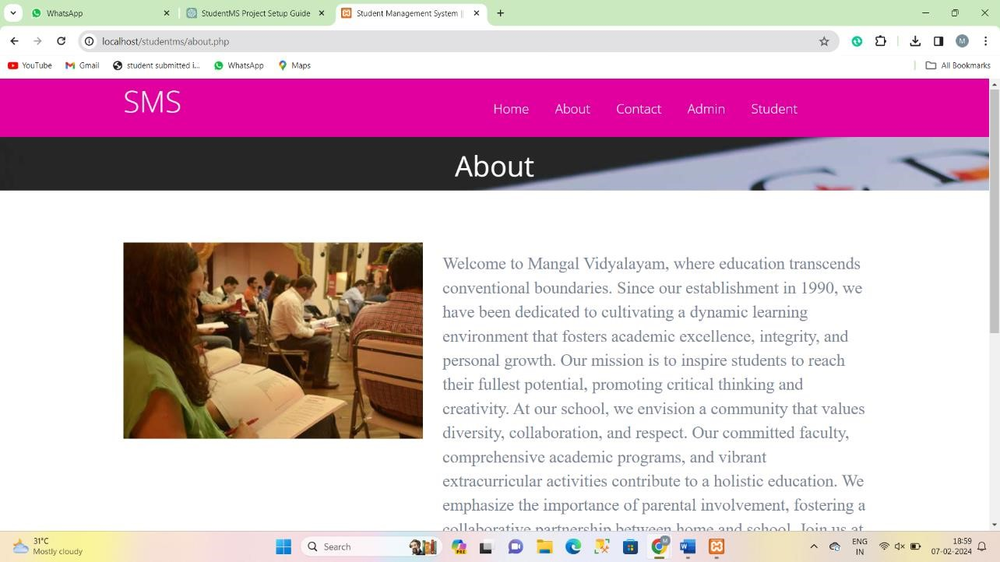 WhatsApp
StudentMS Project Setup Guide
Student Management System ||
localhost/studentms/about.php
M
YouTube
Gmail
student submitted i...
WhatsApp
Maps
All Bookmarks
SMS
Home
About
Contact
Admin
Student
About
Welcome to Mangal Vidyalayam, where education transcends
conventional boundaries. Since our establishment in 1990, we
have been dedicated to cultivating a dynamic learning
environment that fosters academic excellence, integrity, and
personal growth. Our mission is to inspire students to reach
their fullest potential, promoting critical thinking and
creativity. At our school, we envision a community that values
diversity, collaboration, and respect. Our committed faculty,
comprehensive academic programs, and vibrant
extracurricular activities contribute to a holistic education. We
emphasize the importance of parental involvement, fostering a
collaborative partnership between home and school. Join us at
31°C
Mostly cloudy
Search
PRE
M
ENG
IN
18:59
07-02-2024